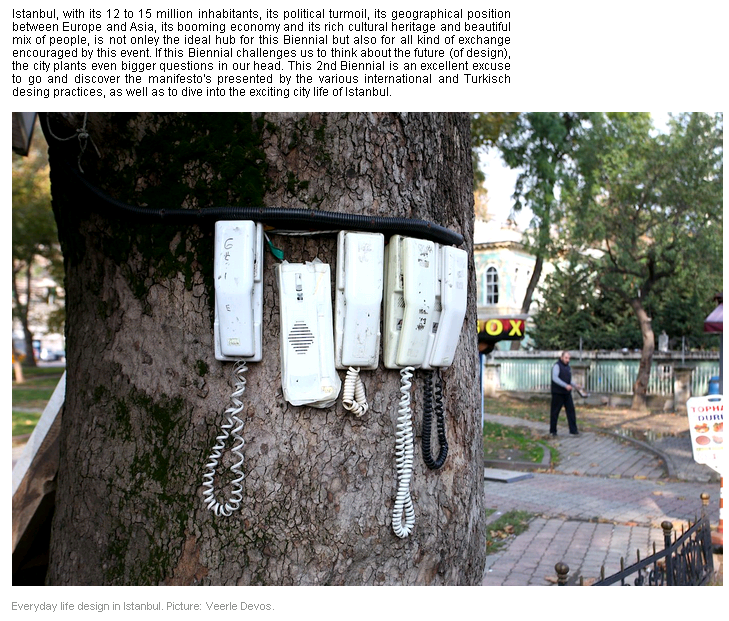 Istanbul, with its 12 to 15 million inhabitants, its political turmoil, its geographical position
between Europe and Asia, its booming economy and its rich cultural heritage and beautiful
mix of people, is not onley the ideal hub for this Biennial but also for all kind of exchange
encouraged by this event. If this Biennial challenges us to think about the future (of design),
the city plants even bigger questions in our head. This 2nd Biennial is an excellent excuse
to go and discover the manifesto's presented by the various international and Turkisch
desing practices, as well as to dive into the exciting city life of Istanbul.
BOX
TOPHA
Everyday life design in Istanbul. Picture: Veerle Devos.